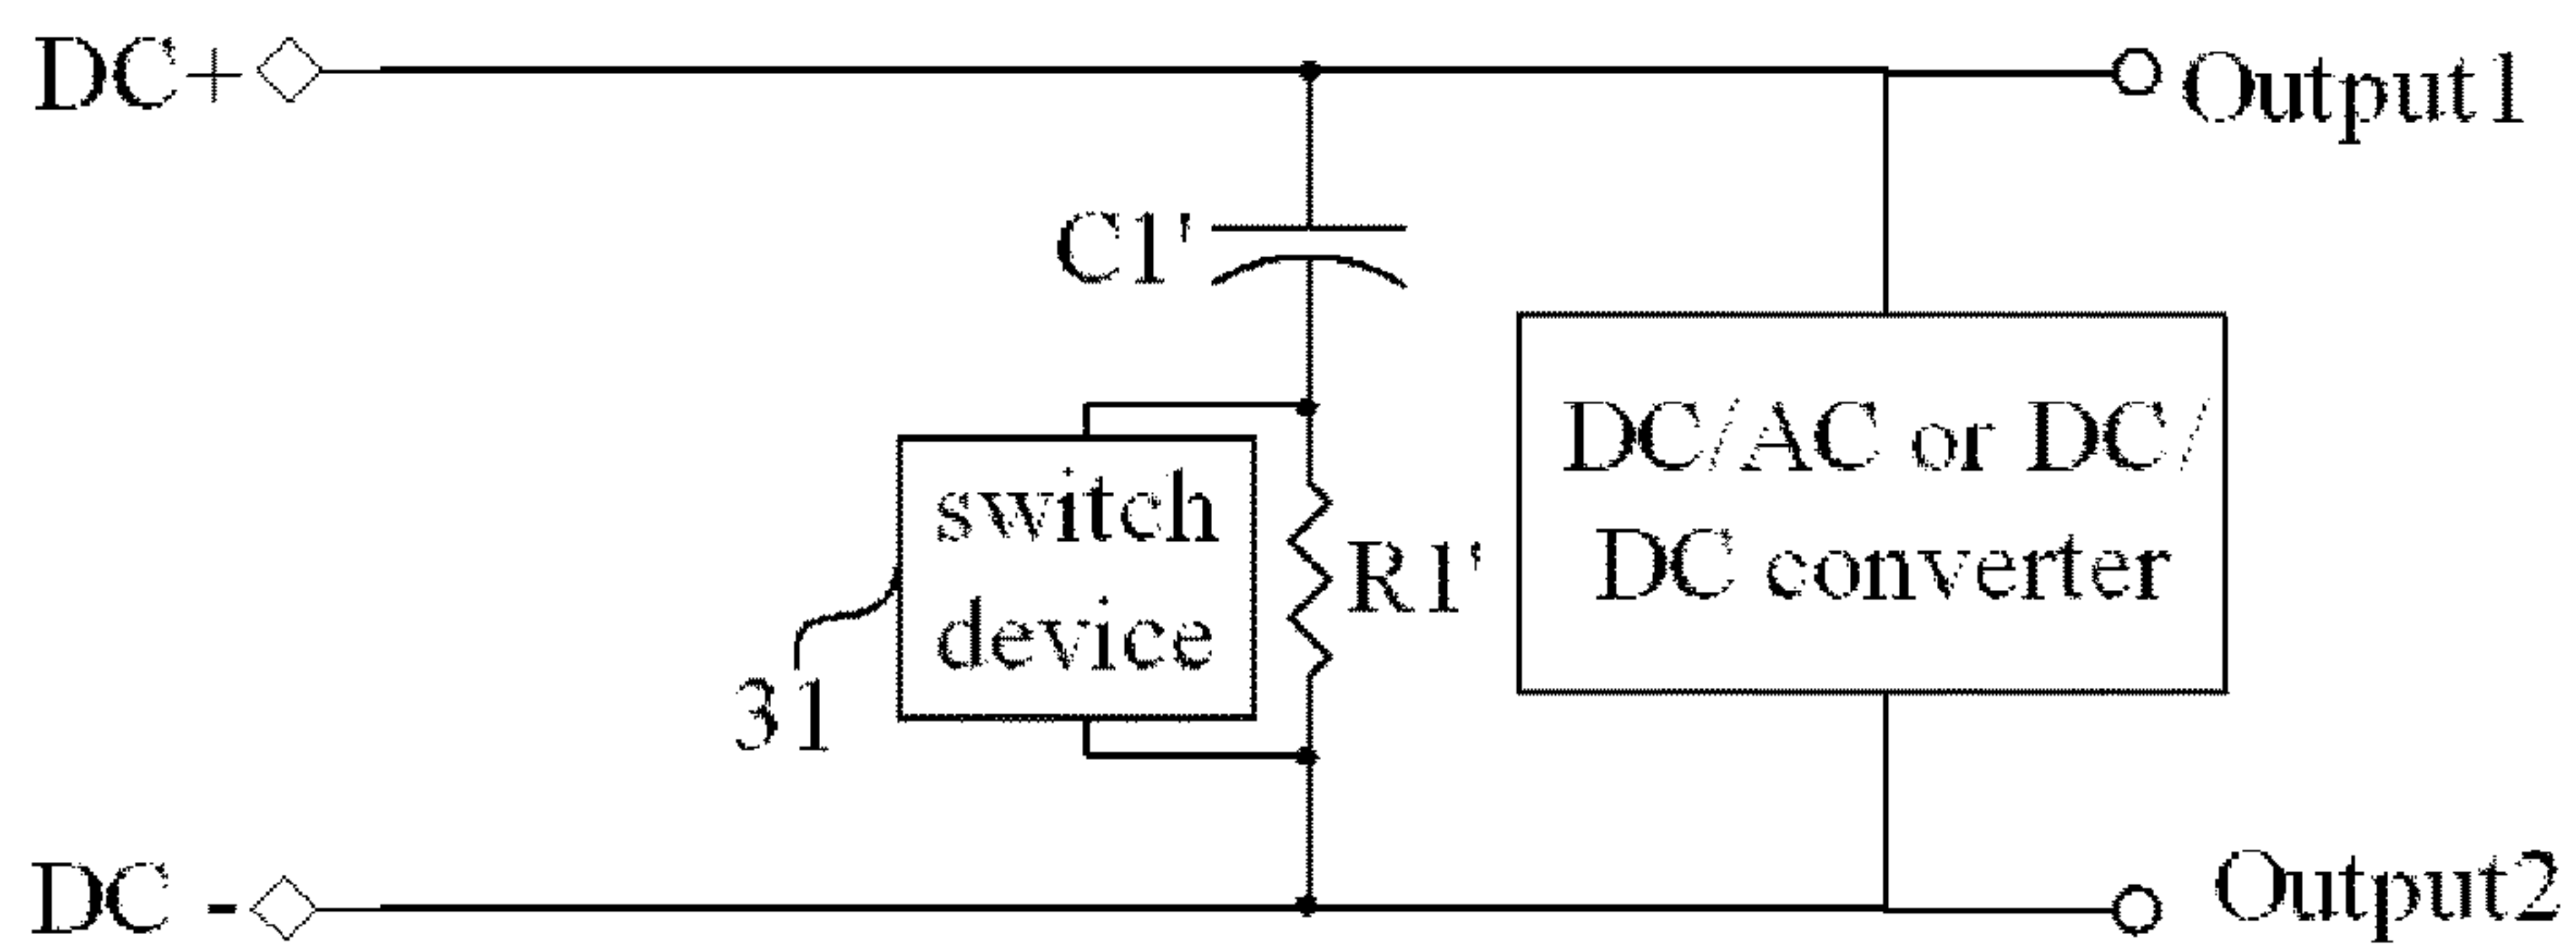 DC+
Output1
C1'
switch
device
R1'
DC/AC or DC/
DC converter
31
DC -
Output2